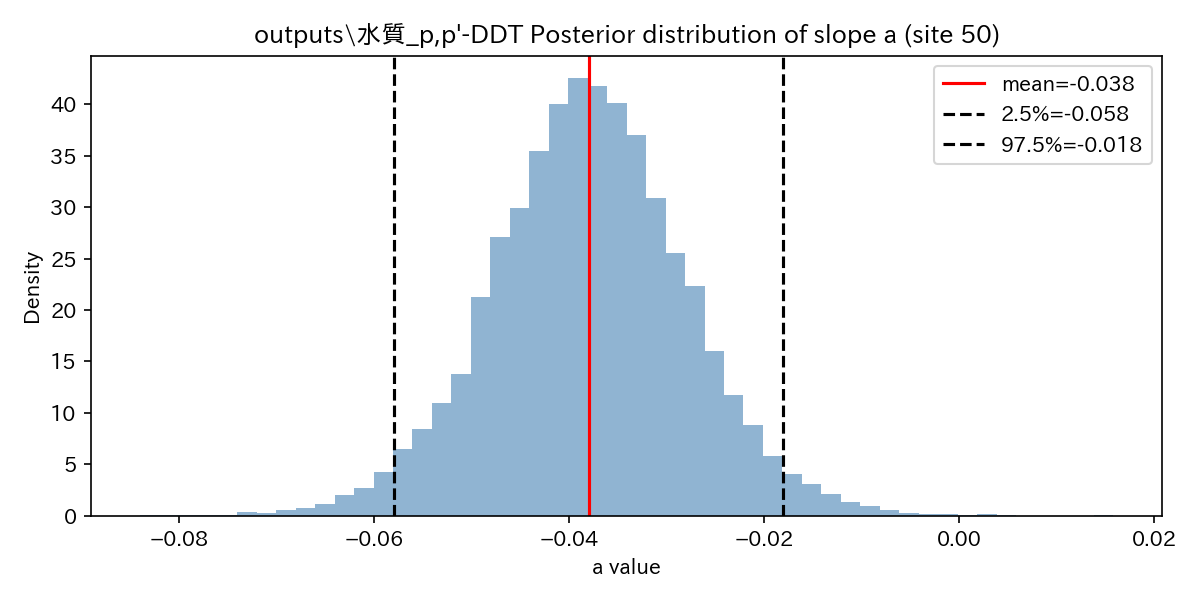 outputs\水質_p,p'-DDT Posterior distribution of slope a (site 50)
mean=-0.038
2.5%=-0.058
97.5%=-0.018
Density
40
35
30
25
20
15
10
5
0
−0.08 −0.06 −0.04 −0.02 0.00 0.02
a value